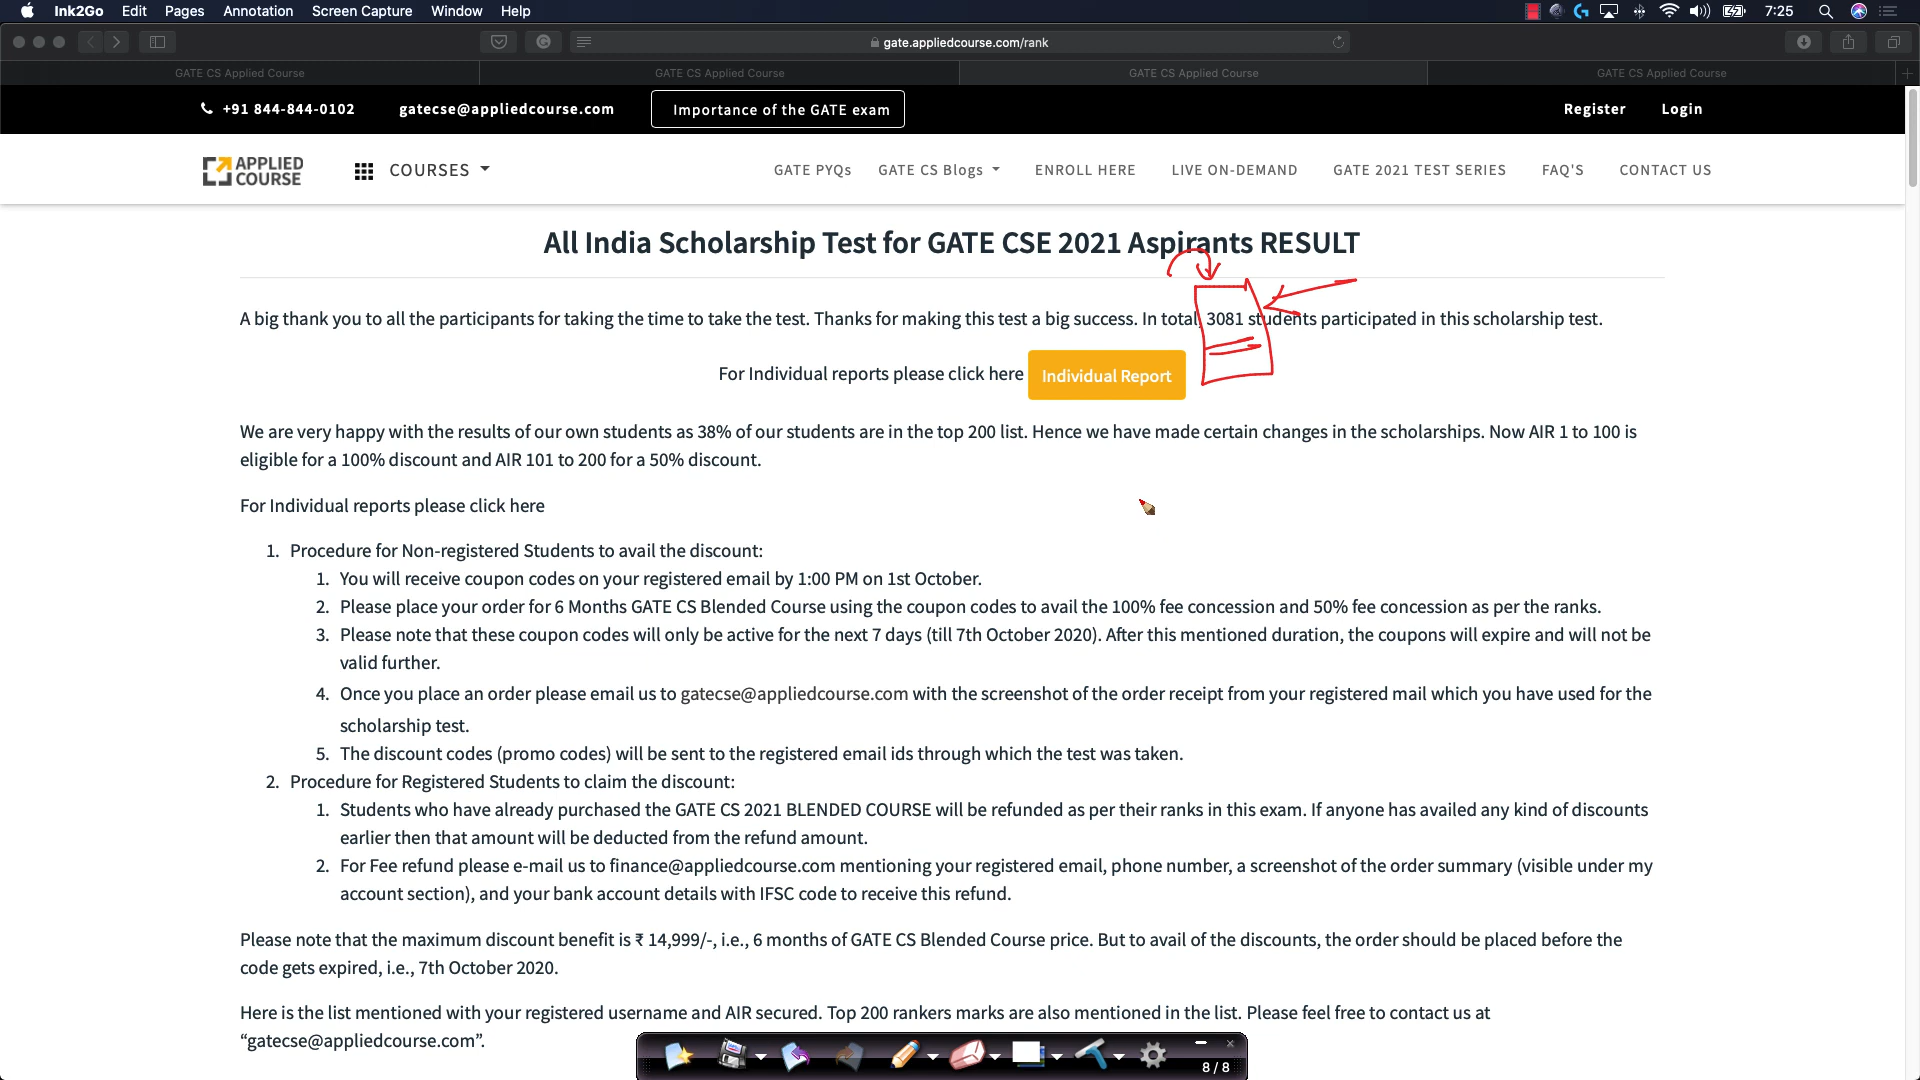 Ink2Go Edit Pages Annotation Screen Capture Window Help 7:25
gate.appliedcourse.com/rank
GATE CS Applied Course GATE CS Applied Course GATE CS Applied Course GATE CS Applied Course
+91 844-844-0102 gatecse@appliedcourse.com Importance of the GATE exam Register Login
APPLIED COURSE COURSES GATE PYQs GATE CS Blogs ENROLL HERE LIVE ON-DEMAND GATE 2021 TEST SERIES FAQ'S CONTACT US
All India Scholarship Test for GATE CSE 2021 Aspirants RESULT
A big thank you to all the participants for taking the time to take the test. Thanks for making this test a big success. In total, 3081 students participated in this scholarship test.
For Individual reports please click here Individual Report
We are very happy with the results of our own students as 38% of our students are in the top 200 list. Hence we have made certain changes in the scholarships. Now AIR 1 to 100 is
eligible for a 100% discount and AIR 101 to 200 for a 50% discount.
For Individual reports please click here
1. Procedure for Non-registered Students to avail the discount:
1. You will receive coupon codes on your registered email by 1:00 PM on 1st October.
2. Please place your order for 6 Months GATE CS Blended Course using the coupon codes to avail the 100% fee concession and 50% fee concession as per the ranks.
3. Please note that these coupon codes will only be active for the next 7 days (till 7th October 2020). After this mentioned duration, the coupons will expire and will not be
valid further.
4. Once you place an order please email us to gatecse@appliedcourse.com with the screenshot of the order receipt from your registered mail which you have used for the
scholarship test.
5. The discount codes (promo codes) will be sent to the registered email ids through which the test was taken.
2. Procedure for Registered Students to claim the discount:
1. Students who have already purchased the GATE CS 2021 BLENDED COURSE will be refunded as per their ranks in this exam. If anyone has availed any kind of discounts
earlier then that amount will be deducted from the refund amount.
2. For Fee refund please e-mail us to finance@appliedcourse.com mentioning your registered email, phone number, a screenshot of the order summary (visible under my
account section), and your bank account details with IFSC code to receive this refund.
Please note that the maximum discount benefit is ₹ 14,999/-, i.e., 6 months of GATE CS Blended Course price. But to avail of the discounts, the order should be placed before the
code gets expired, i.e., 7th October 2020.
Here is the list mentioned with your registered username and AIR secured. Top 200 rankers marks are also mentioned in the list. Please feel free to contact us at
“gatecse@appliedcourse.com”.
8 / 8